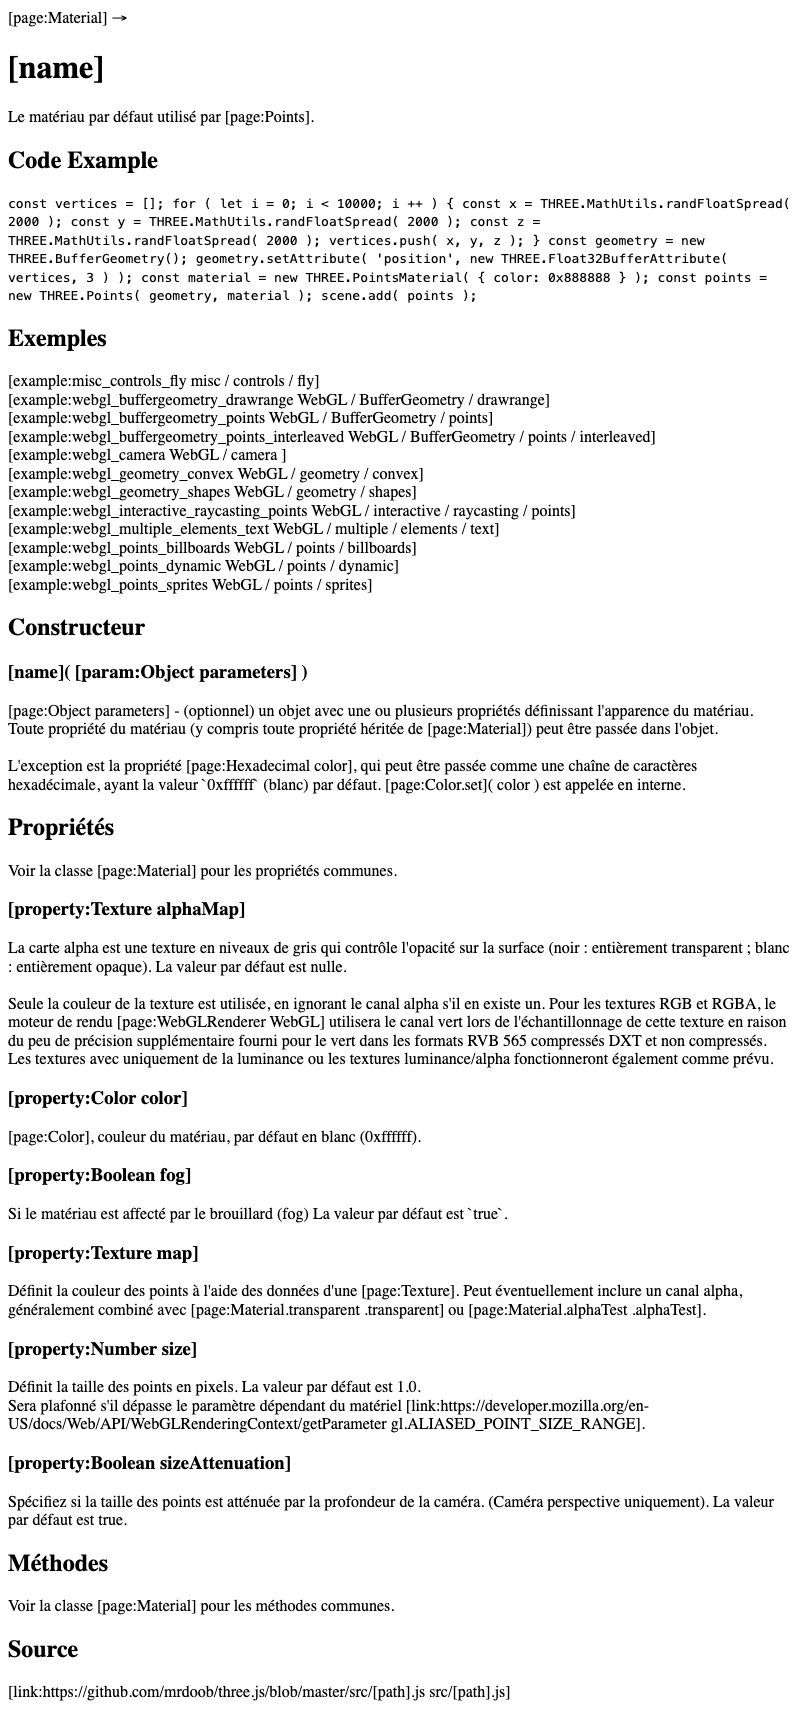 [page:Material] →
[name]
Le matériau par défaut utilisé par [page:Points].
Code Example
const vertices = []; for ( let i = 0; i < 10000; i ++ ) { const x = THREE.MathUtils.randFloatSpread(
2000 ); const y = THREE.MathUtils.randFloatSpread( 2000 ); const z =
THREE.MathUtils.randFloatSpread( 2000 ); vertices.push( x, y, z ); } const geometry = new
THREE.BufferGeometry(); geometry.setAttribute( 'position', new THREE.Float32BufferAttribute(
vertices, 3 ) ); const material = new THREE.PointsMaterial( { color: 0x888888 } ); const points =
new THREE.Points( geometry, material ); scene.add( points );
Exemples
[example:misc_controls_fly misc / controls / fly]
[example:webgl_buffergeometry_drawrange WebGL / BufferGeometry / drawrange]
[example:webgl_buffergeometry_points WebGL / BufferGeometry / points]
[example:webgl_buffergeometry_points_interleaved WebGL / BufferGeometry / points / interleaved]
[example:webgl_camera WebGL / camera ]
[example:webgl_geometry_convex WebGL / geometry / convex]
[example:webgl_geometry_shapes WebGL / geometry / shapes]
[example:webgl_interactive_raycasting_points WebGL / interactive / raycasting / points]
[example:webgl_multiple_elements_text WebGL / multiple / elements / text]
[example:webgl_points_billboards WebGL / points / billboards]
[example:webgl_points_dynamic WebGL / points / dynamic]
[example:webgl_points_sprites WebGL / points / sprites]
Constructeur
[name]( [param:Object parameters] )
[page:Object parameters] - (optionnel) un objet avec une ou plusieurs propriétés définissant l'apparence du matériau.
Toute propriété du matériau (y compris toute propriété héritée de [page:Material]) peut être passée dans l'objet.
L'exception est la propriété [page:Hexadecimal color], qui peut être passée comme une chaîne de caractères
hexadécimale, ayant la valeur `0xffffff` (blanc) par défaut. [page:Color.set]( color ) est appelée en interne.
Propriétés
Voir la classe [page:Material] pour les propriétés communes.
[property:Texture alphaMap]
La carte alpha est une texture en niveaux de gris qui contrôle l'opacité sur la surface (noir : entièrement transparent ; blanc
: entièrement opaque). La valeur par défaut est nulle.
Seule la couleur de la texture est utilisée, en ignorant le canal alpha s'il en existe un. Pour les textures RGB et RGBA, le
moteur de rendu [page:WebGLRenderer WebGL] utilisera le canal vert lors de l'échantillonnage de cette texture en raison
du peu de précision supplémentaire fourni pour le vert dans les formats RVB 565 compressés DXT et non compressés.
Les textures avec uniquement de la luminance ou les textures luminance/alpha fonctionneront également comme prévu.
[property:Color color]
[page:Color], couleur du matériau, par défaut en blanc (0xffffff).
[property:Boolean fog]
Si le matériau est affecté par le brouillard (fog) La valeur par défaut est `true`.
[property:Texture map]
Définit la couleur des points à l'aide des données d'une [page:Texture]. Peut éventuellement inclure un canal alpha,
généralement combiné avec [page:Material.transparent .transparent] ou [page:Material.alphaTest .alphaTest].
[property:Number size]
Définit la taille des points en pixels. La valeur par défaut est 1.0.
Sera plafonné s'il dépasse le paramètre dépendant du matériel [link:https://developer.mozilla.org/en-
US/docs/Web/API/WebGLRenderingContext/getParameter gl.ALIASED_POINT_SIZE_RANGE].
[property:Boolean sizeAttenuation]
Spécifiez si la taille des points est atténuée par la profondeur de la caméra. (Caméra perspective uniquement). La valeur
par défaut est true.
Méthodes
Voir la classe [page:Material] pour les méthodes communes.
Source
[link:https://github.com/mrdoob/three.js/blob/master/src/[path].js src/[path].js]